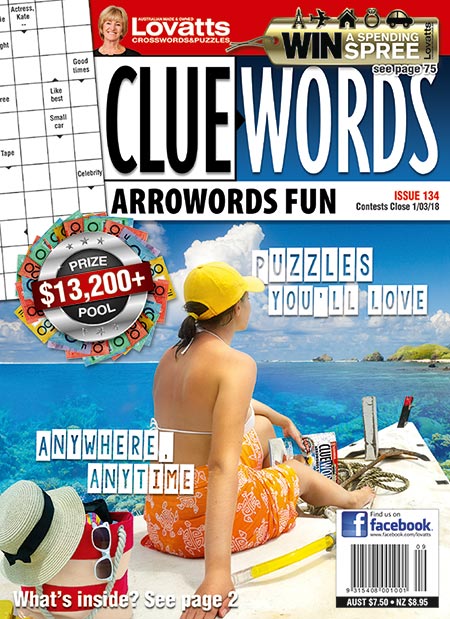 Actress,
Kate
--
AUSTRALIAN MADE & OWNED
Lovatts
CROSSWORDS&PUZZLES
WIN A SPENDING
SPREE
Lovatts
see page 75
Good
times
Like
best
Small
car
Tape
Celebrity
CLUEWORDS
ARROWORDS FUN
ISSUE 134
Contests Close 1/03/18
PRIZE
$13,200+
POOL
PUZZLES
YOU'LL LOVE
ANYWHERE,
ANYTIME
CLUEWORDS
Find us on
facebook®
www.facebook.com/lovatts
09
9 315408 001001
What's inside? See page 2
AUST $7.50 • NZ $8.95